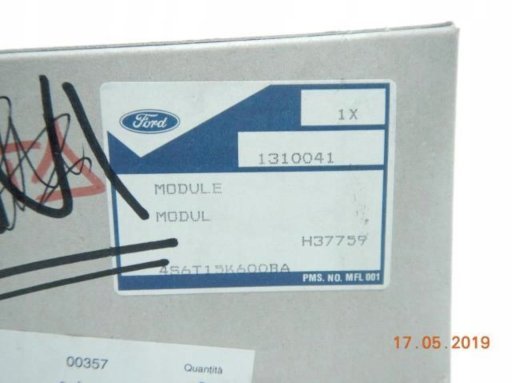 Ford
1X
1310041
MODULE
MODUL
H37759
4S6T15K600BA
PMS. NO. MFL 001
17.05.2019
00357 Quantità